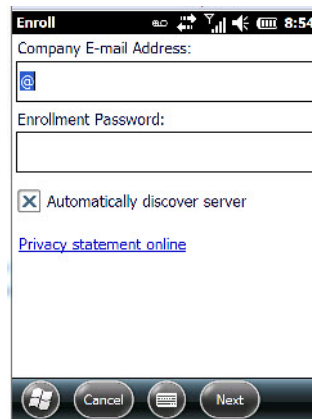 Enroll 8:54
Company E-mail Address:
@
Enrollment Password:
Automatically discover server
Privacy statement online
Cancel Next